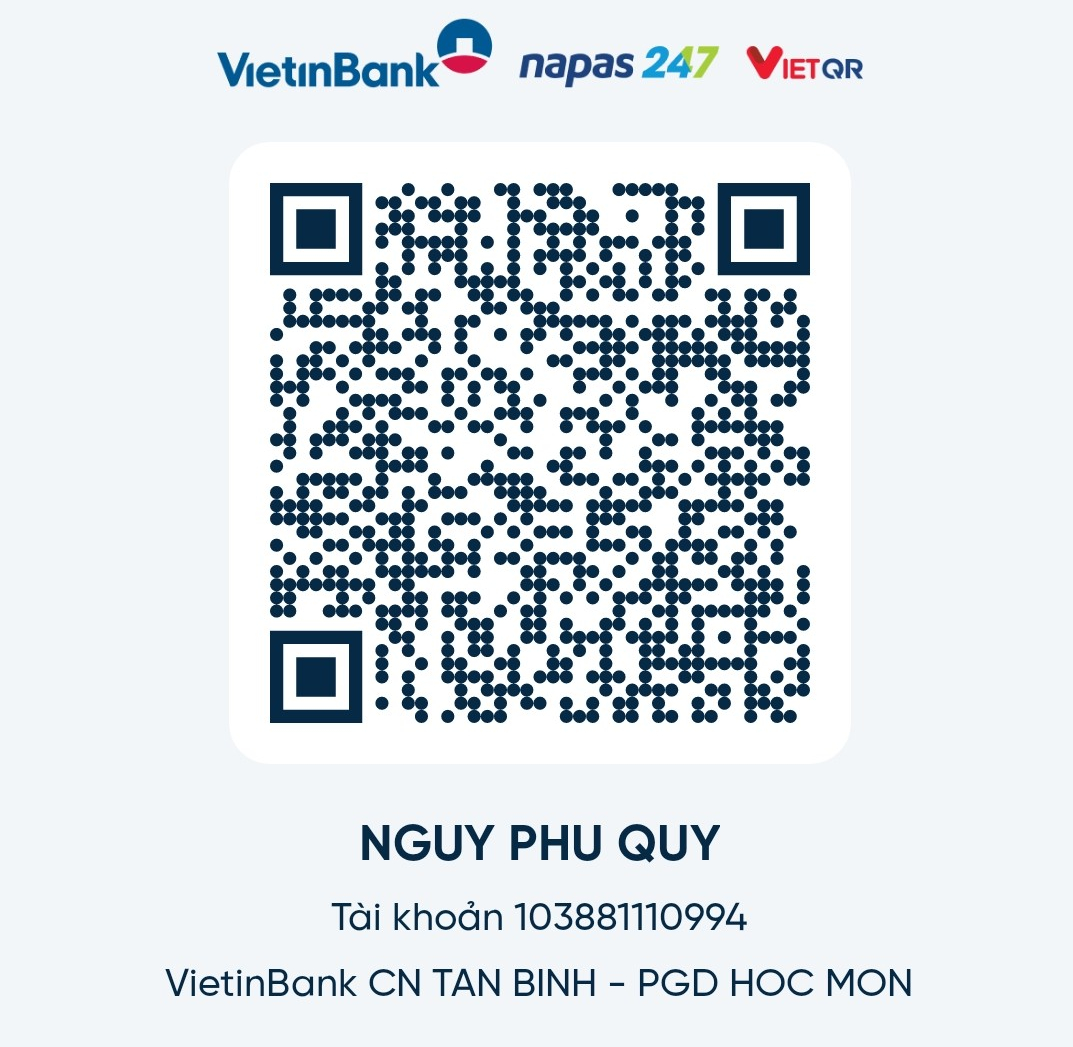 VietinBank napas 247 VIETQR
NGUY PHU QUY
Tài khoản 103881110994
VietinBank CN TAN BINH - PGD HOC MON